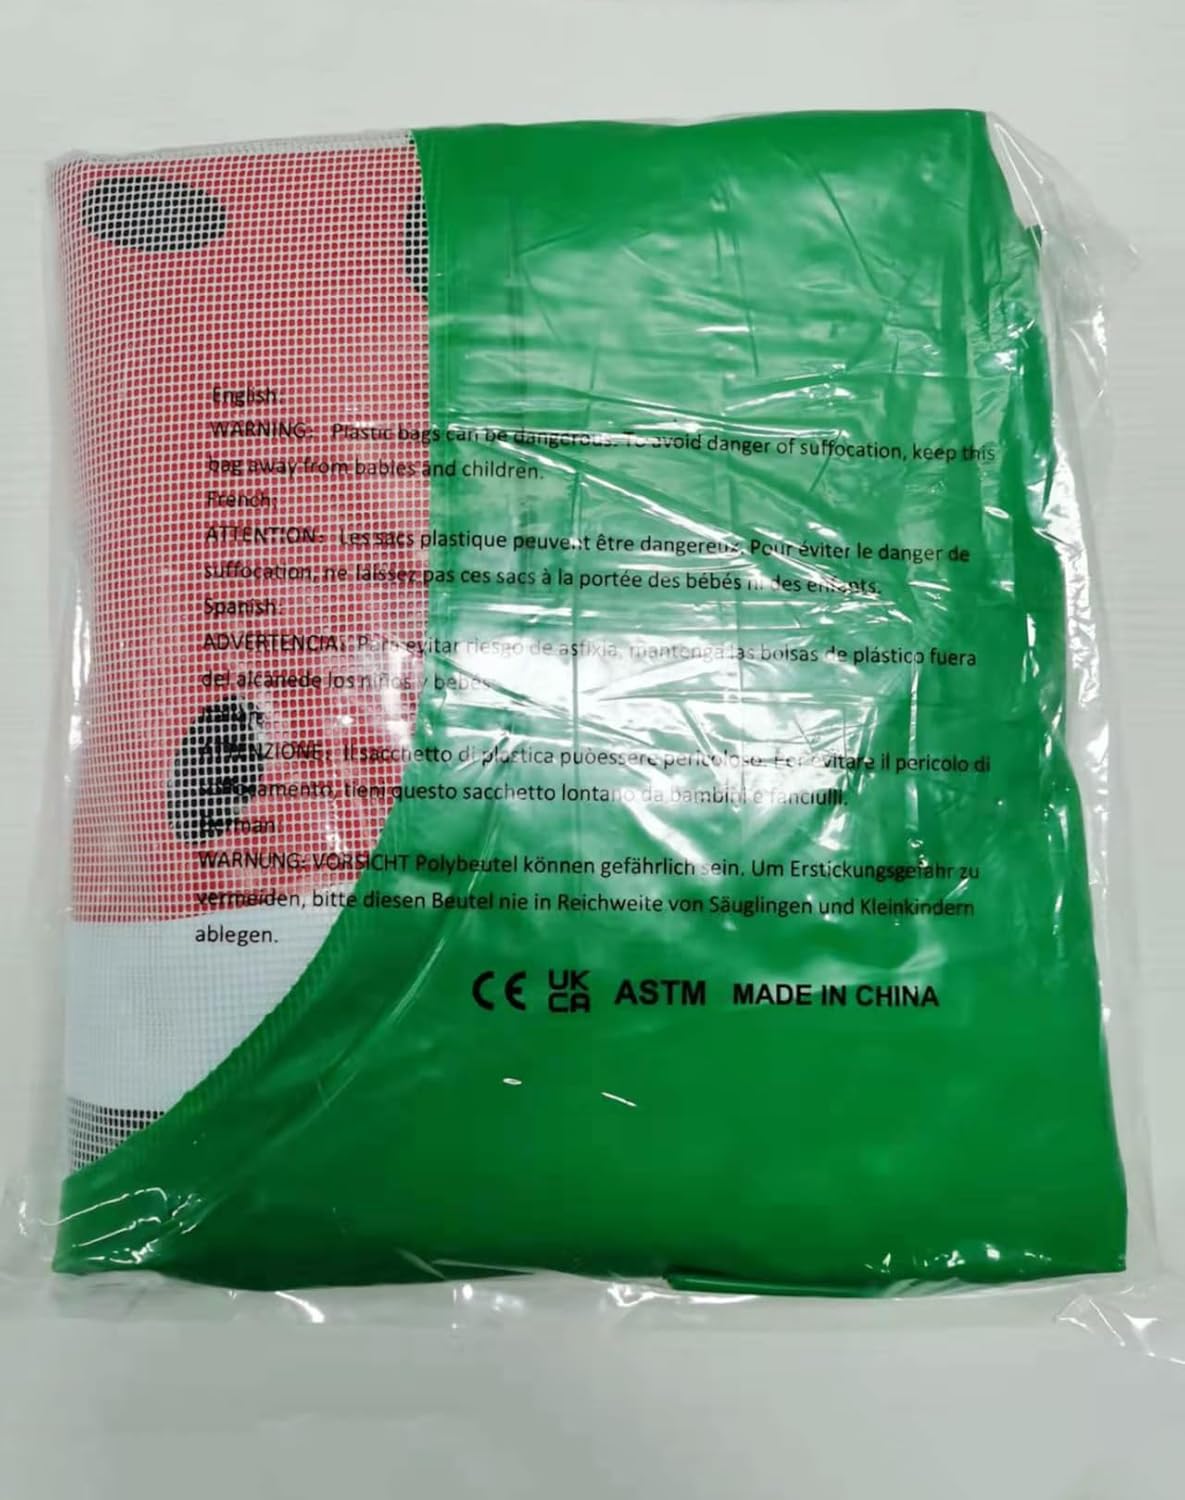 English:
WARNING: Plastic bags can be dangerous. To avoid danger of suffocation, keep this
bag away from babies and children.
French:
ATTENTION: Les sacs plastique peuvent être dangereux. Pour éviter le danger de
suffocation, ne laissez pas ces sacs à la portée des bébés ni des enfants.
Spanish:
ADVERTENCIA: Para evitar riesgo de asfixia, mantenga las bolsas de plástico fuera
del alcanede los niños y bebés
ATTENZIONE: Il sacchetto di plastica puòessere pericoloso. Per evitare il pericolo di
tieni questo sacchetto lontano da bambini e fanciulli.
German:
WARNUNG: VORSICHT Polybeutel können gefährlich sein. Um Erstickungsgefahr zu
vermeiden, bitte diesen Beutel nie in Reichweite von Säuglingen und Kleinkindern
ablegen.
CE UKCA ASTM MADE IN CHINA